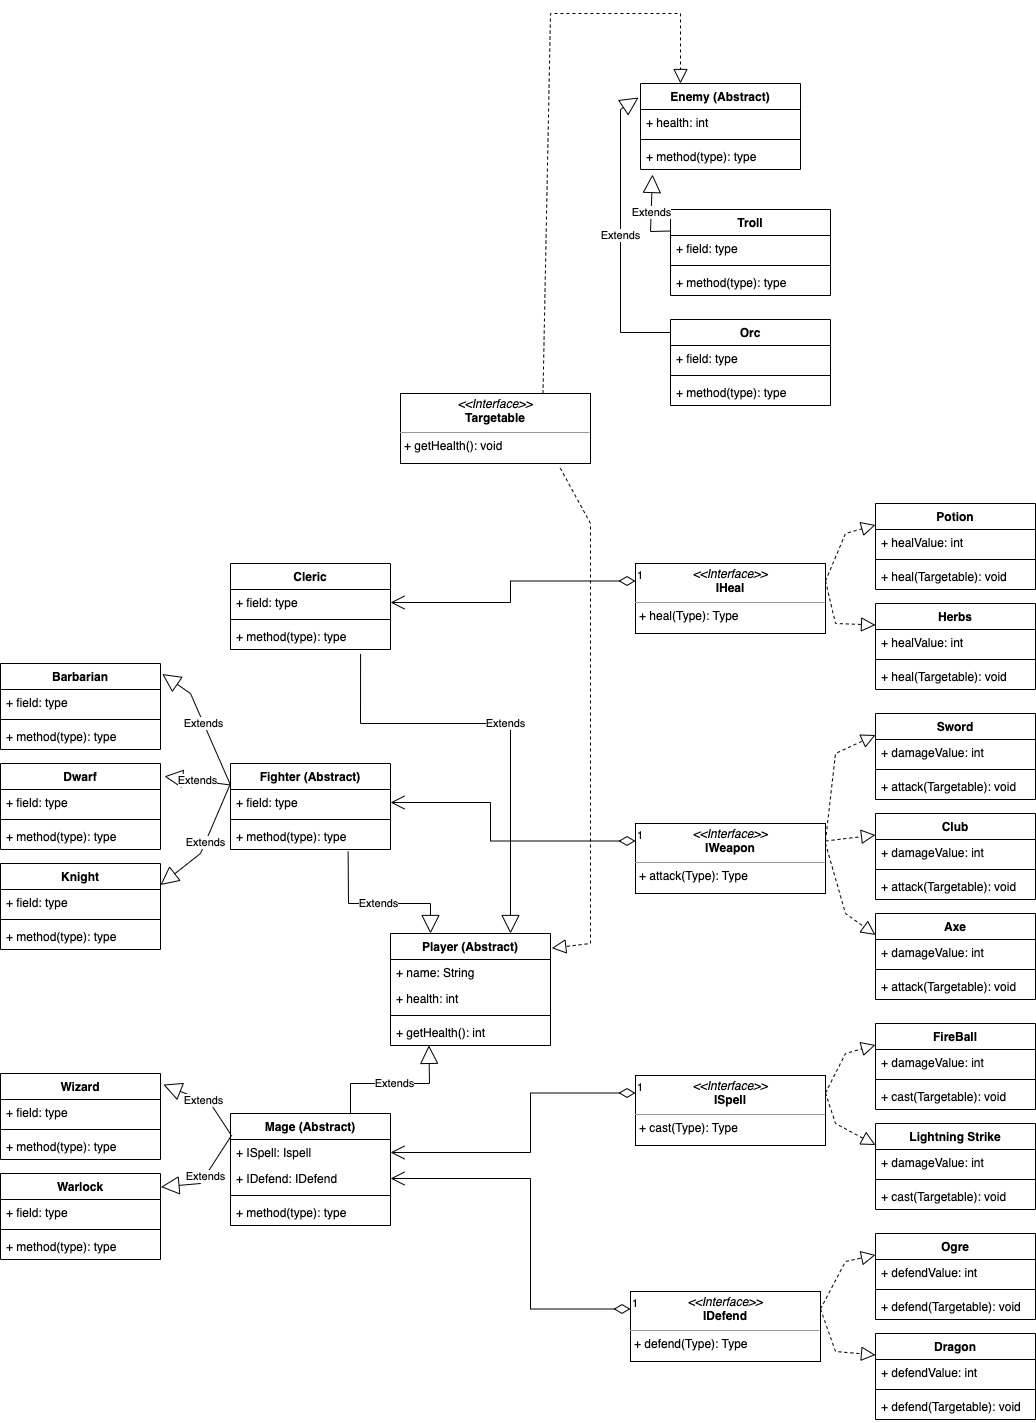 Enemy (Abstract)
+ health: int
+ method(type): type
Extends
Troll
+ field: type
+ method(type): type
Extends
Orc
+ field: type
+ method(type): type
<<Interface>>
Targetable
+ getHealth(): void
Cleric
+ field: type
+ method(type): type
1
<<Interface>>
IHeal
+ heal(Type): Type
Potion
+ healValue: int
+ heal(Targetable): void
Herbs
+ healValue: int
+ heal(Targetable): void
Barbarian
+ field: type
+ method(type): type
Extends
Extends
Dwarf
+ field: type
+ method(type): type
Extends
Fighter (Abstract)
+ field: type
+ method(type): type
Extends
Knight
+ field: type
+ method(type): type
Extends
1
<<Interface>>
IWeapon
+ attack(Type): Type
Sword
+ damageValue: int
+ attack(Targetable): void
Club
+ damageValue: int
+ attack(Targetable): void
Axe
+ damageValue: int
+ attack(Targetable): void
Player (Abstract)
+ name: String
+ health: int
+ getHealth(): int
Extends
Wizard
+ field: type
+ method(type): type
Extends
Mage (Abstract)
+ ISpell: Ispell
+ IDefend: IDefend
+ method(type): type
Extends
Warlock
+ field: type
+ method(type): type
1
<<Interface>>
ISpell
+ cast(Type): Type
FireBall
+ damageValue: int
+ cast(Targetable): void
Lightning Strike
+ damageValue: int
+ cast(Targetable): void
1
<<Interface>>
IDefend
+ defend(Type): Type
Ogre
+ defendValue: int
+ defend(Targetable): void
Dragon
+ defendValue: int
+ defend(Targetable): void